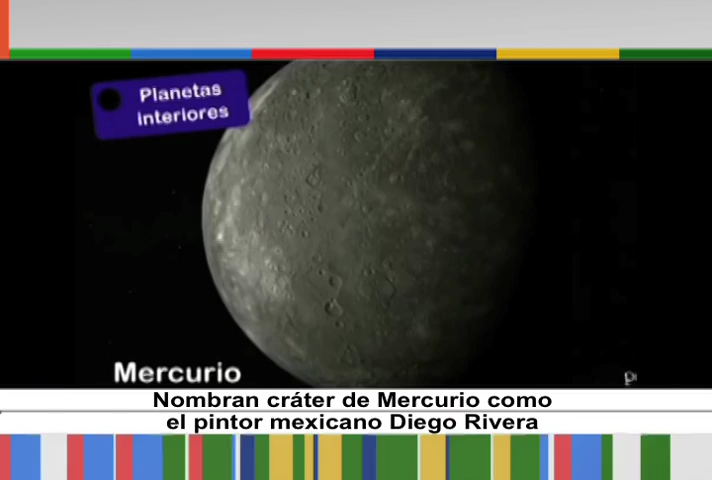 Planetas
interiores
Mercurio
Nombran cráter de Mercurio como
el pintor mexicano Diego Rivera